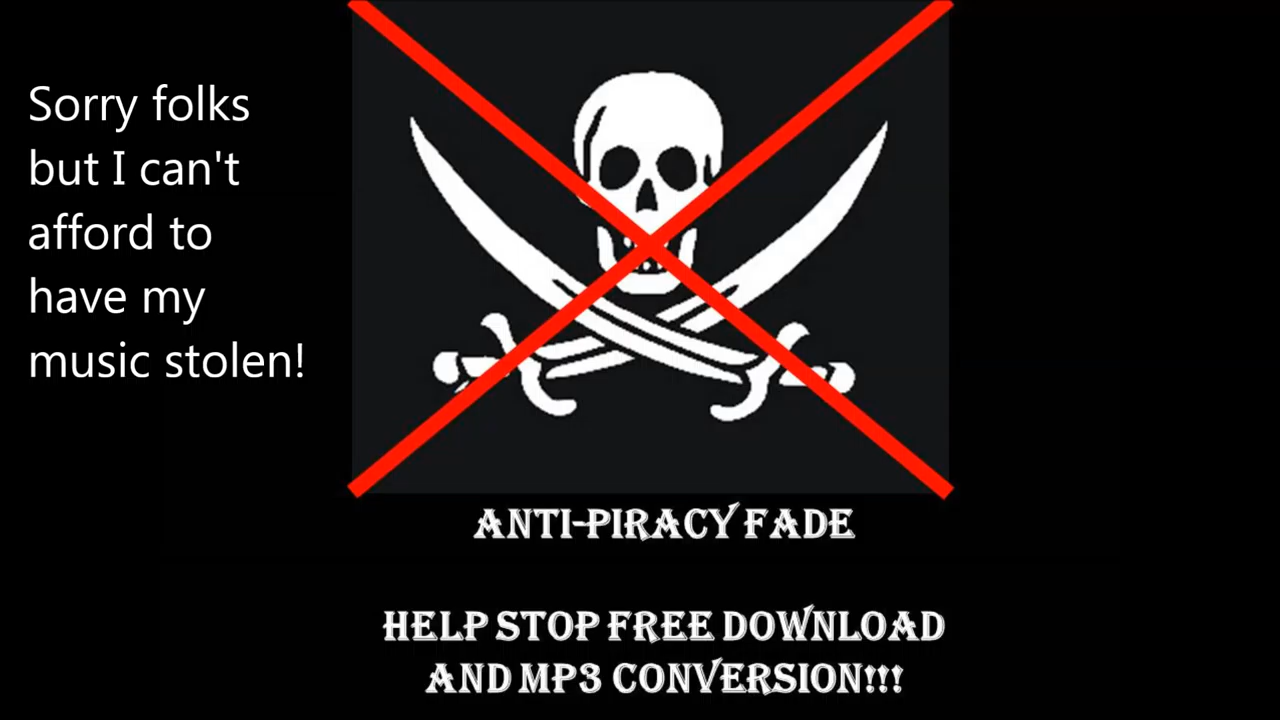 Sorry folks
but I can't
afford to
have my
music stolen!
ANTI-PIRACY FADE
HELP STOP FREE DOWNLOAD
AND MP3 CONVERSION!!!